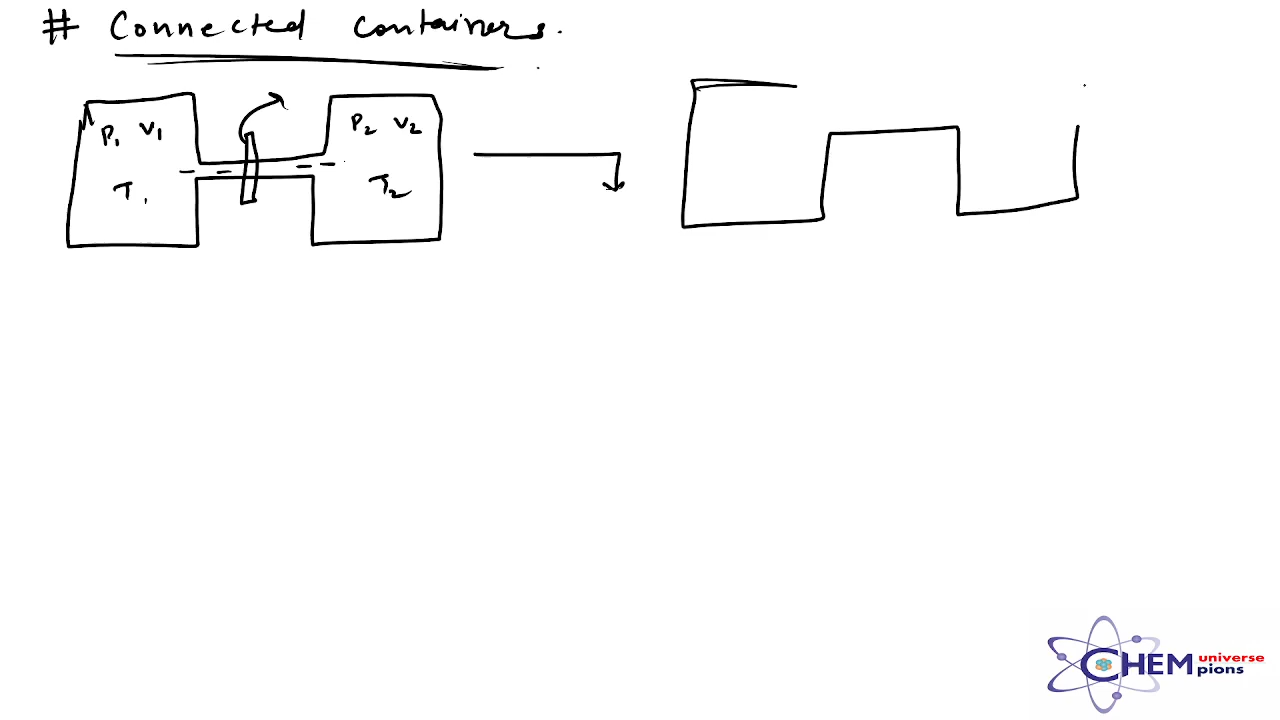 # Connected containers.
P₁ V₁
T₁
P₂ V₂
T₂
CHEM universe
pions